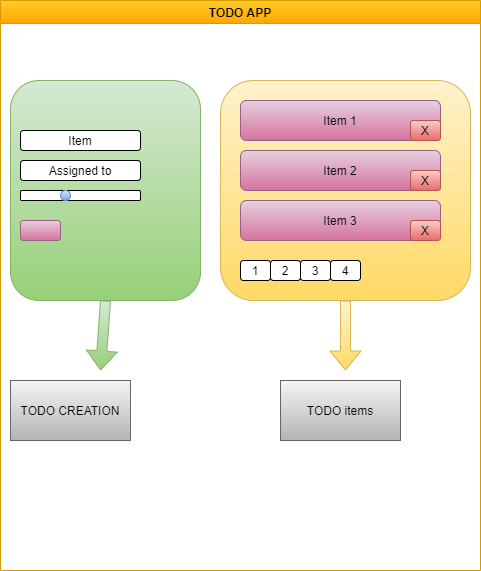 TODO APP
Item
Assigned to
Item 1
X
Item 2
X
Item 3
X
1 2 3 4
TODO CREATION
TODO items